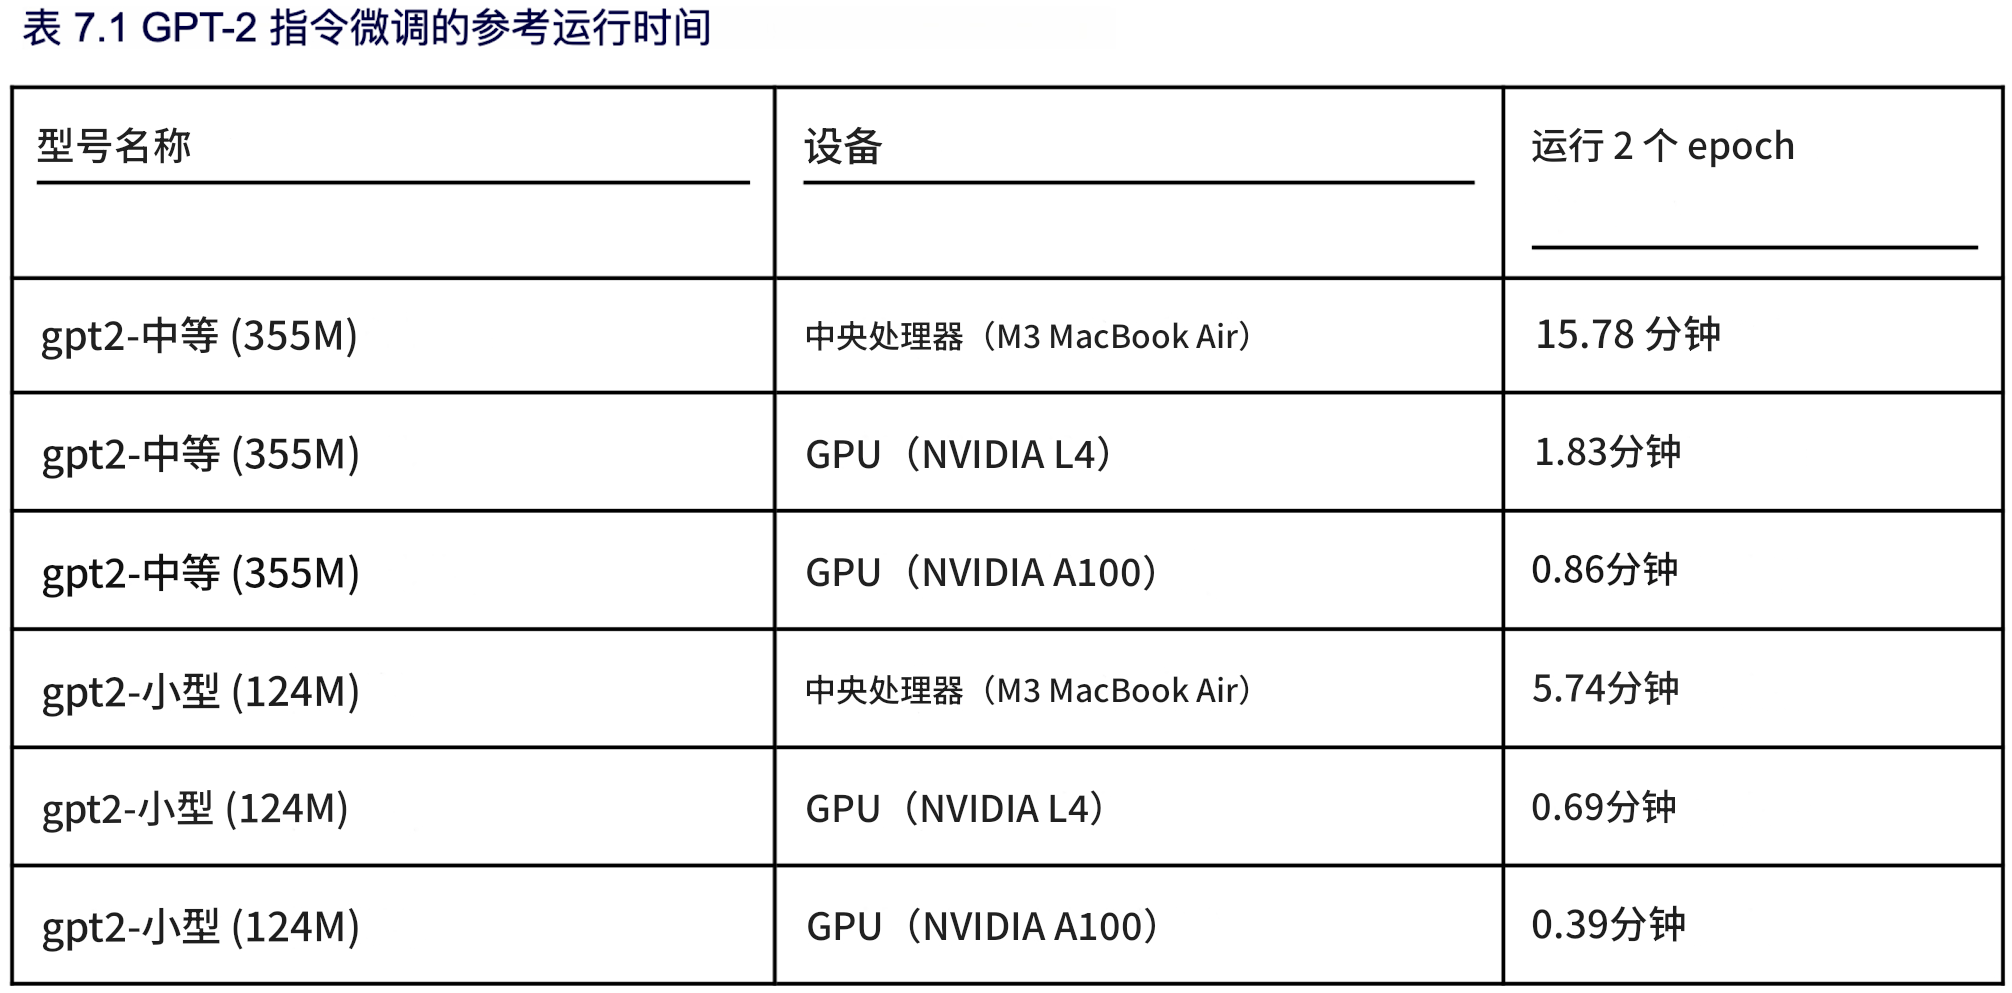 表 7.1 GPT-2 指令微调的参考运行时间
型号名称 设备 运行 2 个 epoch
gpt2-中等 (355M) 中央处理器（M3 MacBook Air） 15.78 分钟
gpt2-中等 (355M) GPU（NVIDIA L4） 1.83分钟
gpt2-中等 (355M) GPU（NVIDIA A100） 0.86分钟
gpt2-小型 (124M) 中央处理器（M3 MacBook Air） 5.74分钟
gpt2-小型 (124M) GPU（NVIDIA L4） 0.69分钟
gpt2-小型 (124M) GPU（NVIDIA A100） 0.39分钟